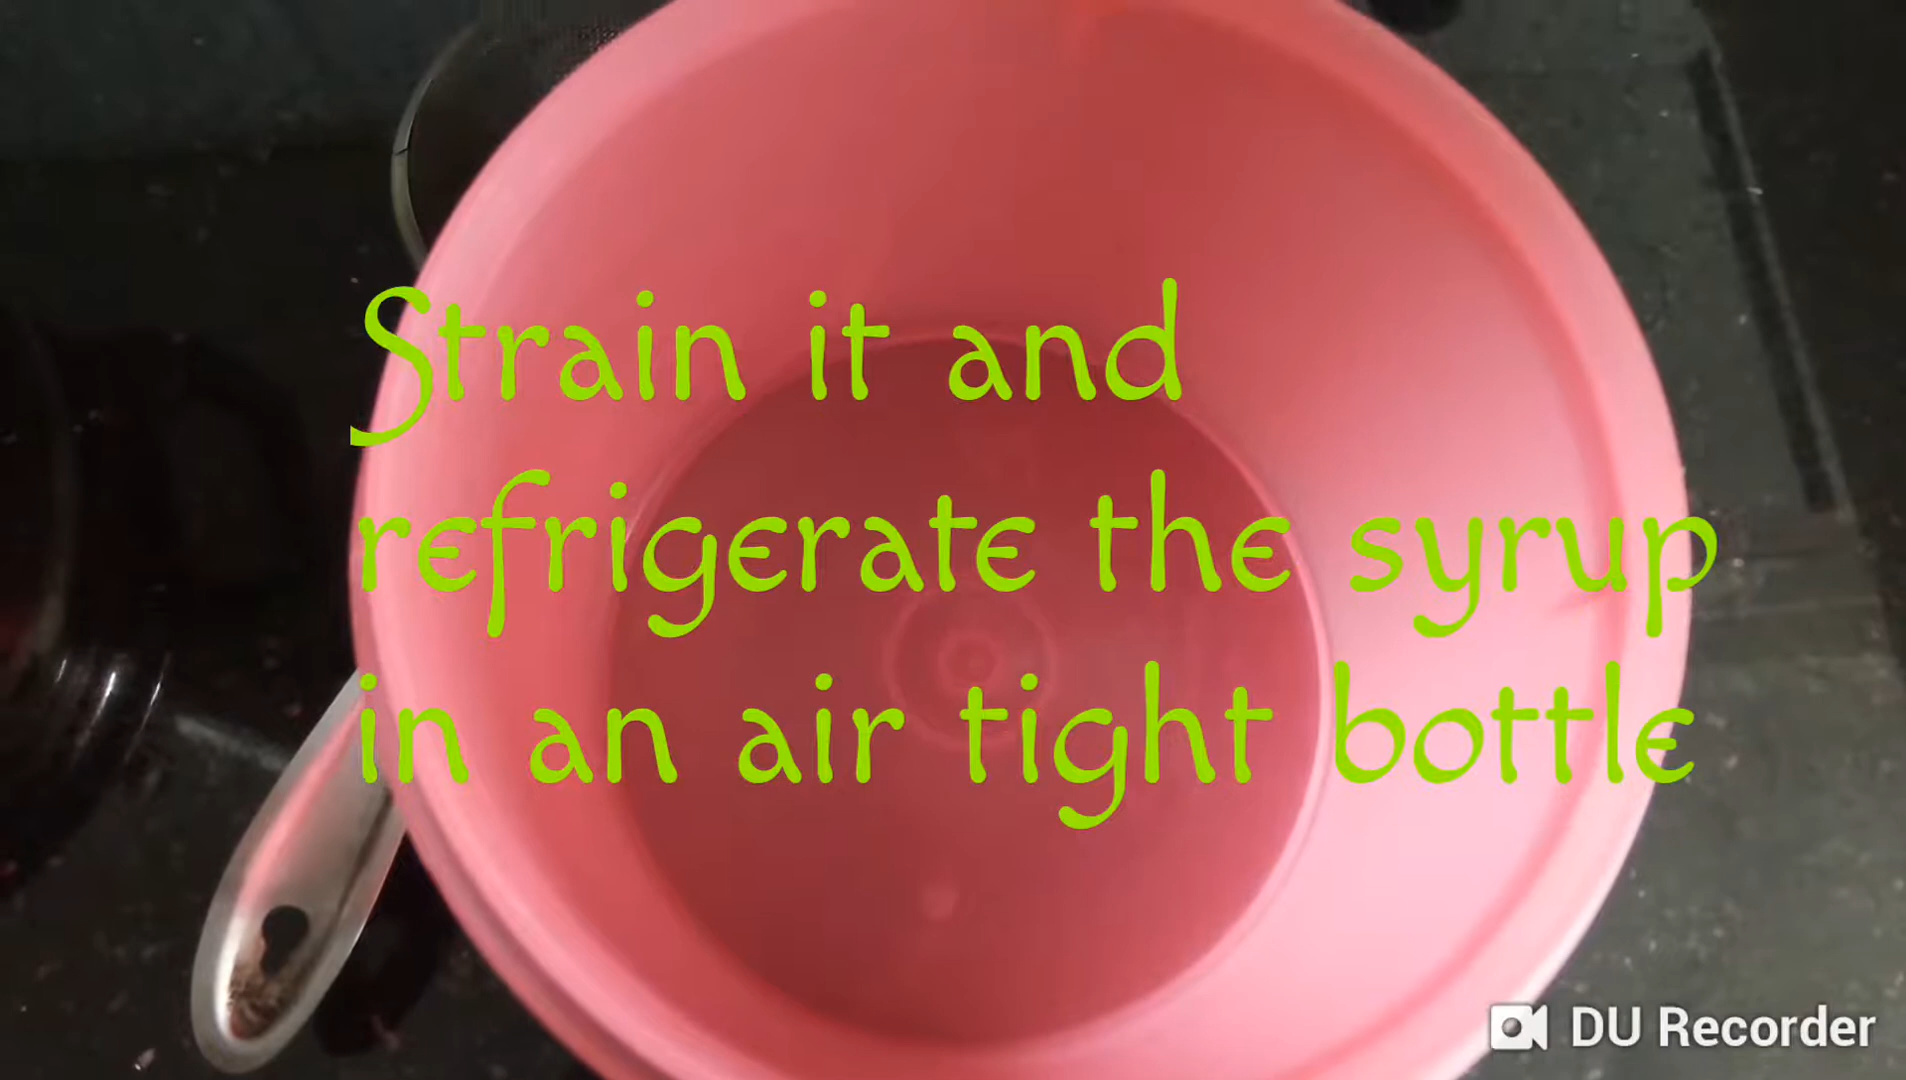 Strain it and
refrigerate the syrup
in an air tight bottle
DU Recorder